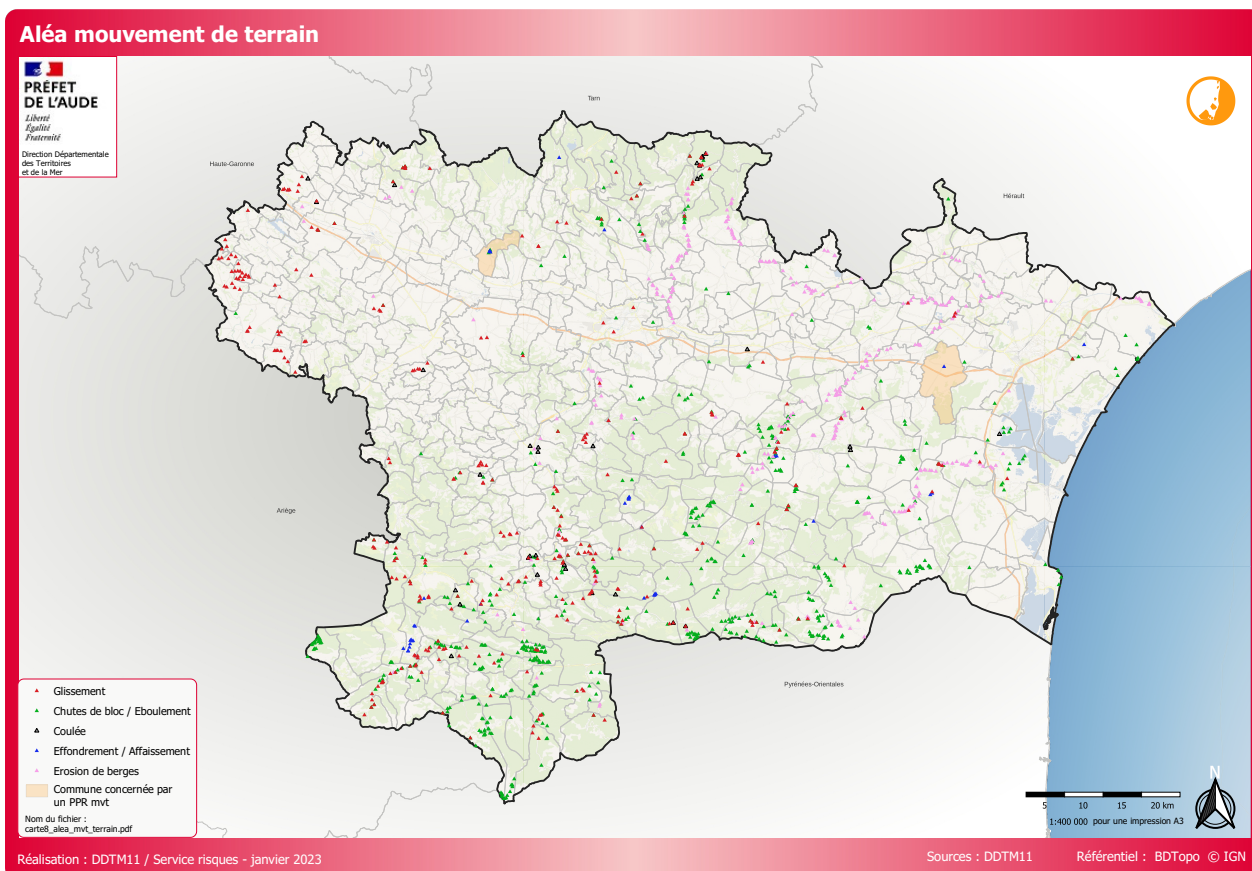 Aléa mouvement de terrain
PRÉFET
DE L'AUDE
Liberté
Égalité
Fraternité
Direction Départementale
des Territoires
et de la Mer
Tarn
Haute-Garonne
Hérault
Ariège
Pyrénées-Orientales
Glissement
Chutes de bloc / Eboulement
Coulée
Effondrement / Affaissement
Erosion de berges
Commune concernée par
un PPR mvt
Nom du fichier :
carte8_alea_mvt_terrain.pdf
N
5 10 15 20 km
1:400 000 pour une impression A3
Réalisation : DDTM11 / Service risques - janvier 2023
Sources : DDTM11
Référentiel : BDTopo © IGN